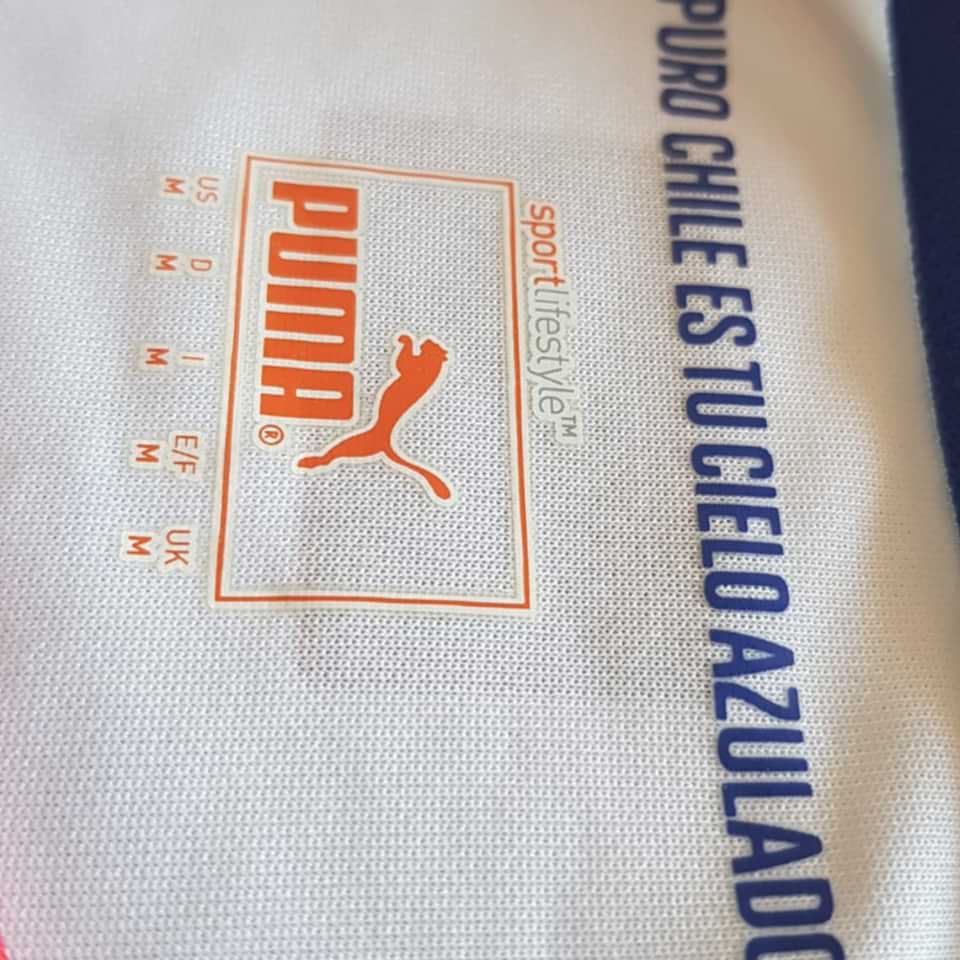 PURO CHILE ES TU CIELO AZULADO
sportlifestyle™
PUMA®
US D I E/F UK
M M M M M